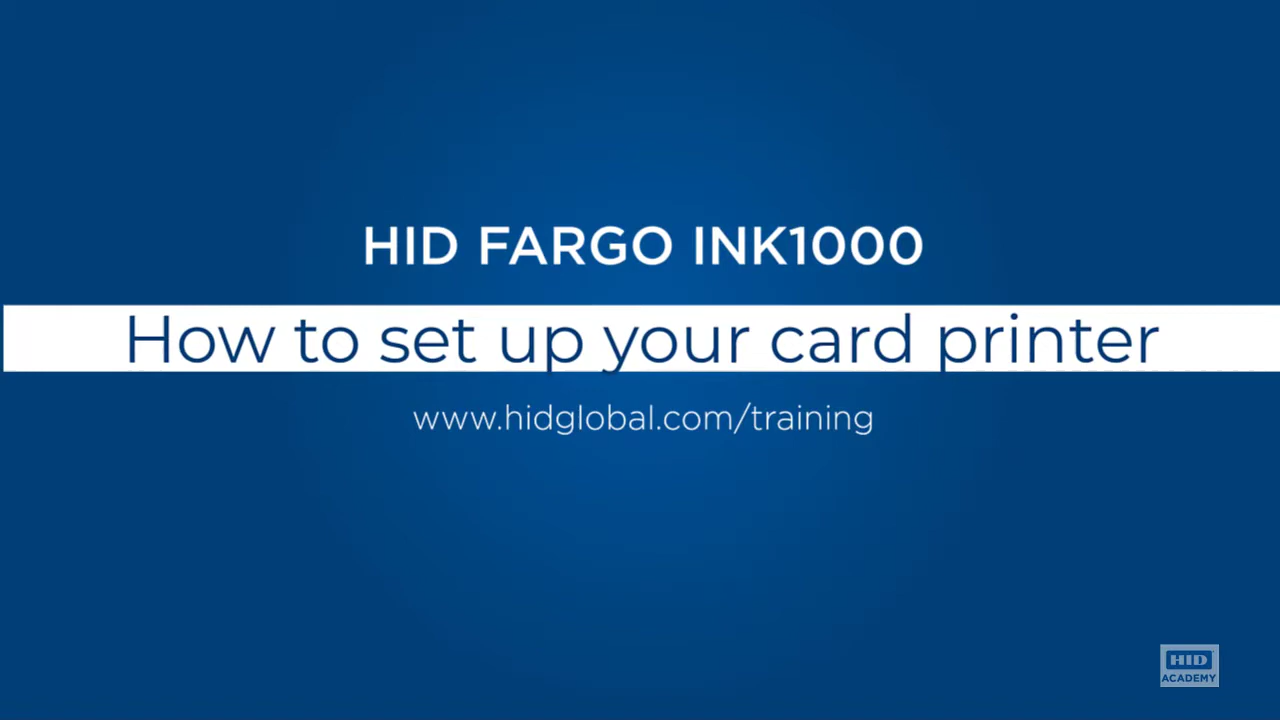 HID FARGO INK1000
How to set up your card printer
www.hidglobal.com/training
HID
ACADEMY